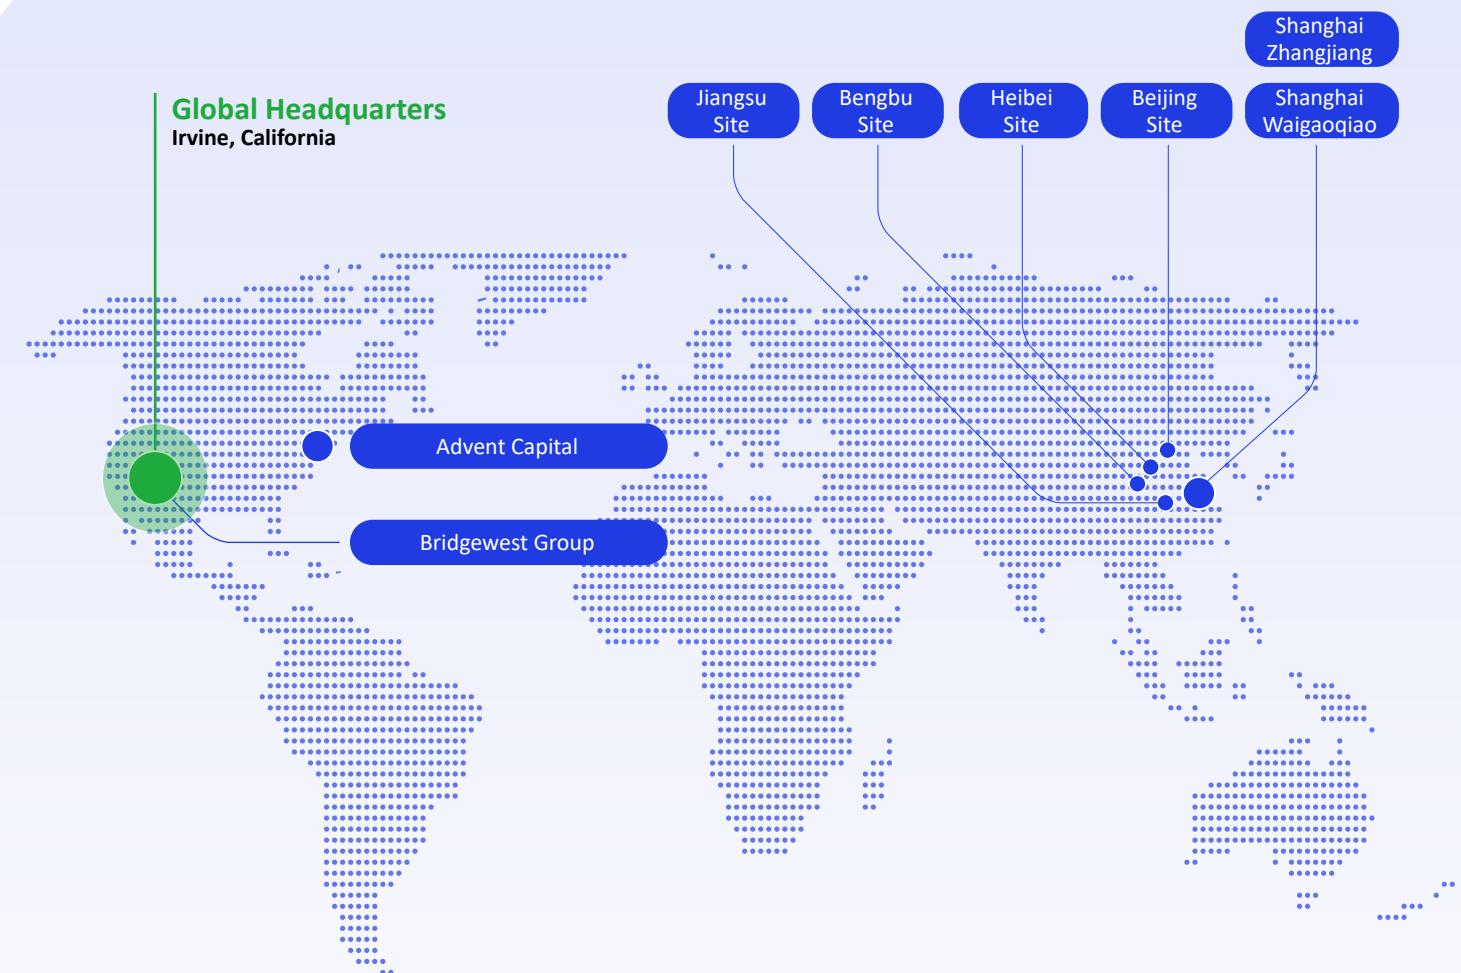 Shanghai
Zhangjiang
Global Headquarters
Irvine, California
Jiangsu
Site
Bengbu
Site
Heibei
Site
Beijing
Site
Shanghai
Waigaoqiao
Advent Capital
Bridgewest Group